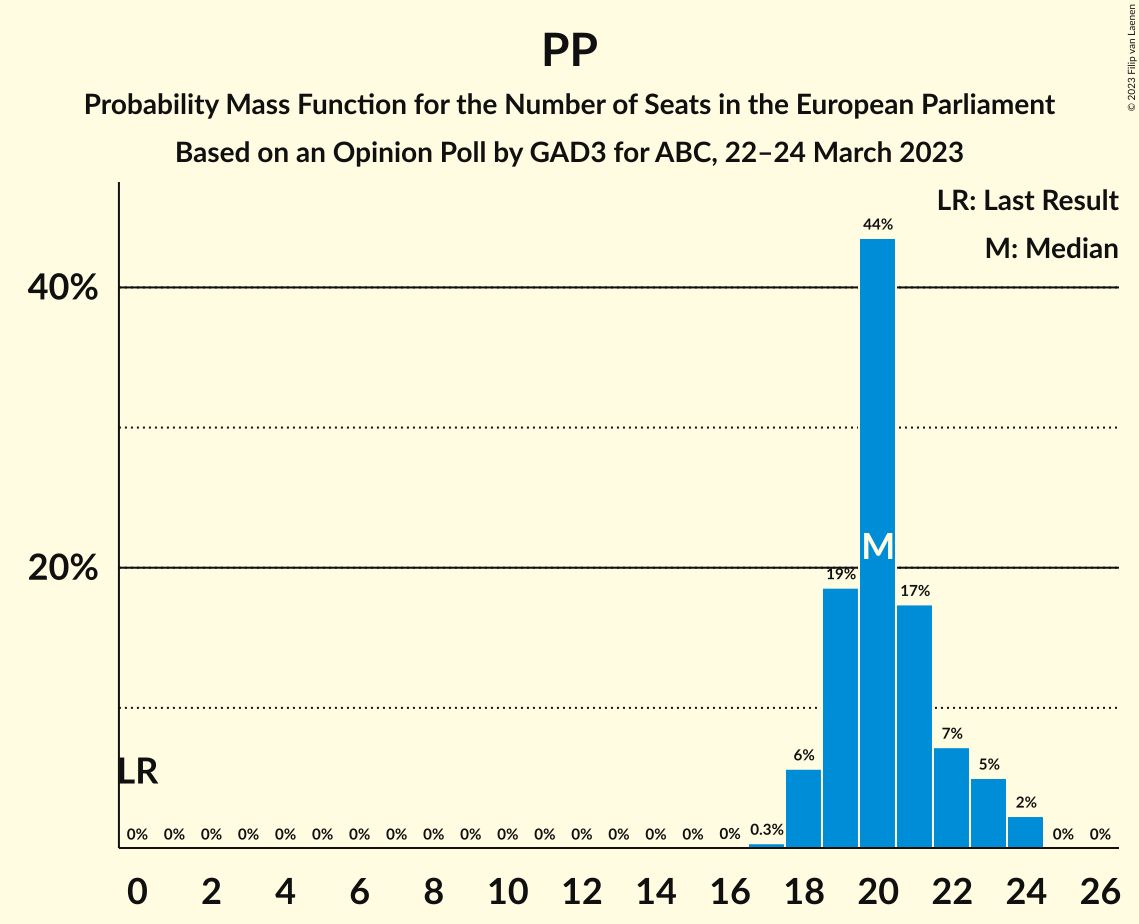 PP
Probability Mass Function for the Number of Seats in the European Parliament
Based on an Opinion Poll by GAD3 for ABC, 22–24 March 2023
© 2023 Filip van Laenen
LR: Last Result
M: Median
44%
40%
M
20%
19%
17%
7%
6%
5%
LR
2%
0% 0% 0% 0% 0% 0% 0% 0% 0% 0% 0% 0% 0% 0% 0% 0% 0% 0.3% 0% 0%
0 2 4 6 8 10 12 14 16 18 20 22 24 26